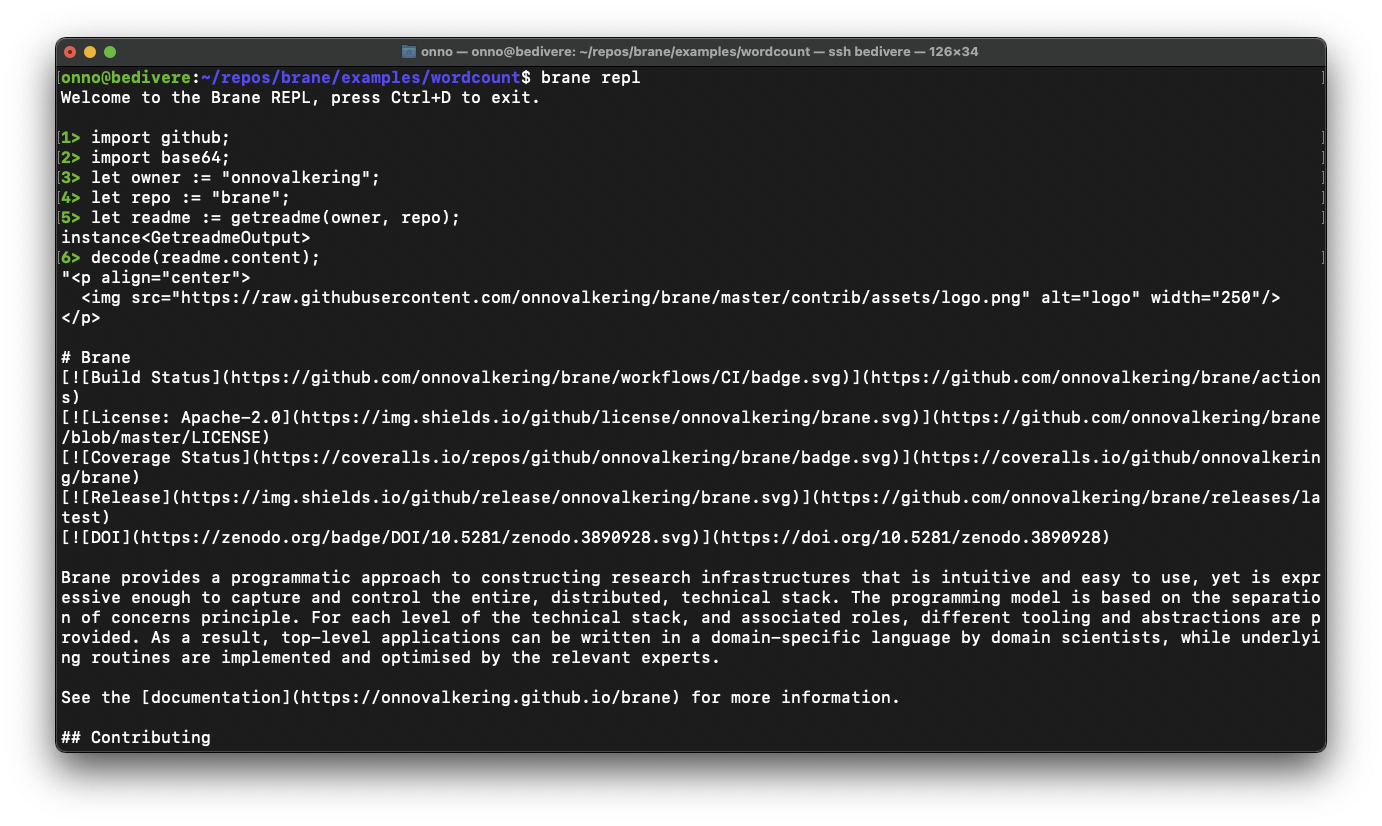 onno — onno@bedivere: ~/repos/brane/examples/wordcount — ssh bedivere — 126×34
[onno@bedivere:~/repos/brane/examples/wordcount$ brane repl ]
Welcome to the Brane REPL, press Ctrl+D to exit.
[1> import github; ]
[2> import base64; ]
[3> let owner := "onnovalkering"; ]
[4> let repo := "brane"; ]
[5> let readme := getreadme(owner, repo); ]
instance<GetreadmeOutput>
[6> decode(readme.content); ]
"<p align="center">
  <img src="https://raw.githubusercontent.com/onnovalkering/brane/master/contrib/assets/logo.png" alt="logo" width="250"/>
</p>
# Brane
[![Build Status](https://github.com/onnovalkering/brane/workflows/CI/badge.svg)](https://github.com/onnovalkering/brane/action
s)
[![License: Apache-2.0](https://img.shields.io/github/license/onnovalkering/brane.svg)](https://github.com/onnovalkering/brane
/blob/master/LICENSE)
[![Coverage Status](https://coveralls.io/repos/github/onnovalkering/brane/badge.svg)](https://coveralls.io/github/onnovalkerin
g/brane)
[![Release](https://img.shields.io/github/release/onnovalkering/brane.svg)](https://github.com/onnovalkering/brane/releases/la
test)
[![DOI](https://zenodo.org/badge/DOI/10.5281/zenodo.3890928.svg)](https://doi.org/10.5281/zenodo.3890928)
Brane provides a programmatic approach to constructing research infrastructures that is intuitive and easy to use, yet is expr
essive enough to capture and control the entire, distributed, technical stack. The programming model is based on the separatio
n of concerns principle. For each level of the technical stack, and associated roles, different tooling and abstractions are p
rovided. As a result, top-level applications can be written in a domain-specific language by domain scientists, while underlyi
ng routines are implemented and optimised by the relevant experts.
See the [documentation](https://onnovalkering.github.io/brane) for more information.
## Contributing